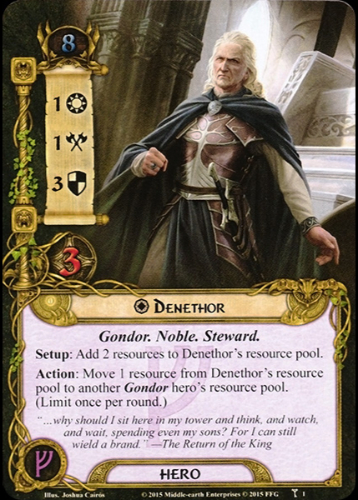 8
1
1
3
3
Denethor
Gondor. Noble. Steward.
Setup: Add 2 resources to Denethor's resource pool.
Action: Move 1 resource from Denethor's resource pool
to another Gondor hero's resource pool.
(Limit once per round.)
"...why should I sit here in my tower and think, and watch,
and wait, spending even my sons? For I can still
wield a brand." —The Return of the King
HERO
Illus. Joshua Cairós ©2015 Middle-earth Enterprises ©2015 FFG 1